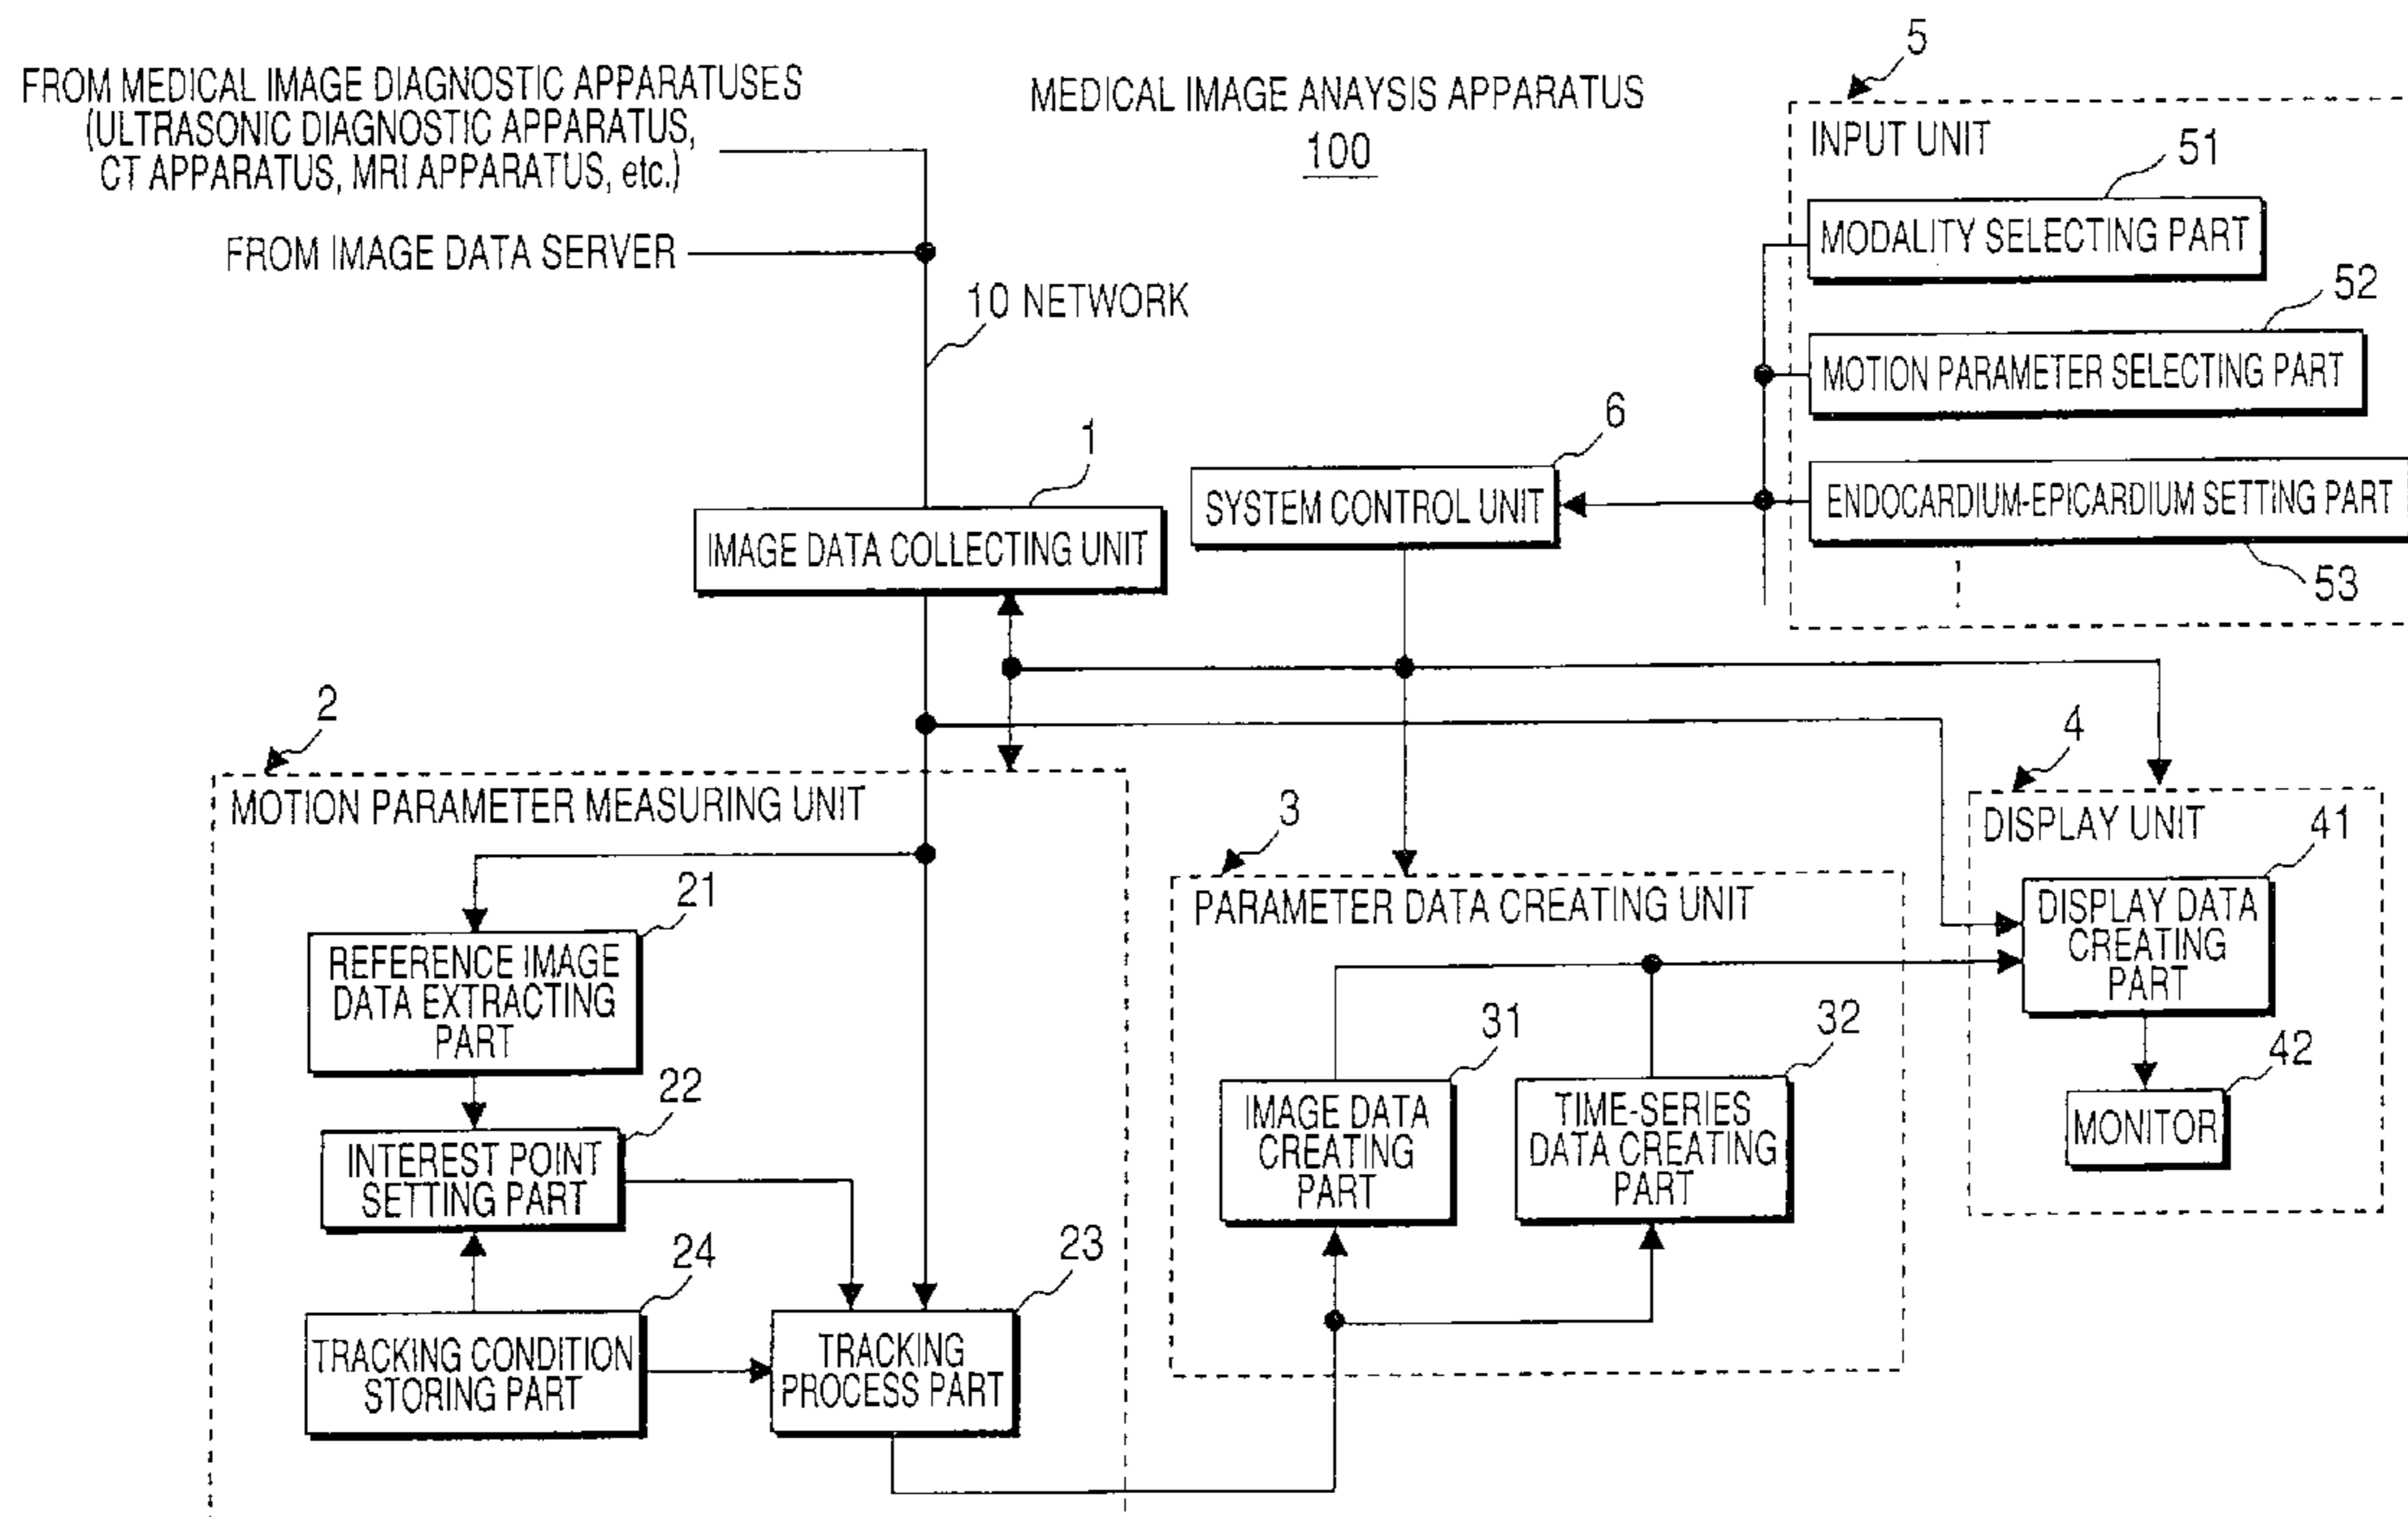 FROM MEDICAL IMAGE DIAGNOSTIC APPARATUSES
(ULTRASONIC DIAGNOSTIC APPARATUS,
CT APPARATUS, MRI APPARATUS, etc.)
FROM IMAGE DATA SERVER
10 NETWORK
MEDICAL IMAGE ANAYSIS APPARATUS
100
5
INPUT UNIT
51
MODALITY SELECTING PART
52
MOTION PARAMETER SELECTING PART
ENDOCARDIUM-EPICARDIUM SETTING PART
53
6
SYSTEM CONTROL UNIT
1
IMAGE DATA COLLECTING UNIT
2
MOTION PARAMETER MEASURING UNIT
21
REFERENCE IMAGE
DATA EXTRACTING
PART
22
INTEREST POINT
SETTING PART
24
TRACKING CONDITION
STORING PART
23
TRACKING
PROCESS PART
3
PARAMETER DATA CREATING UNIT
31
IMAGE DATA
CREATING
PART
32
TIME-SERIES
DATA CREATING
PART
4
DISPLAY UNIT
41
DISPLAY DATA
CREATING
PART
42
MONITOR